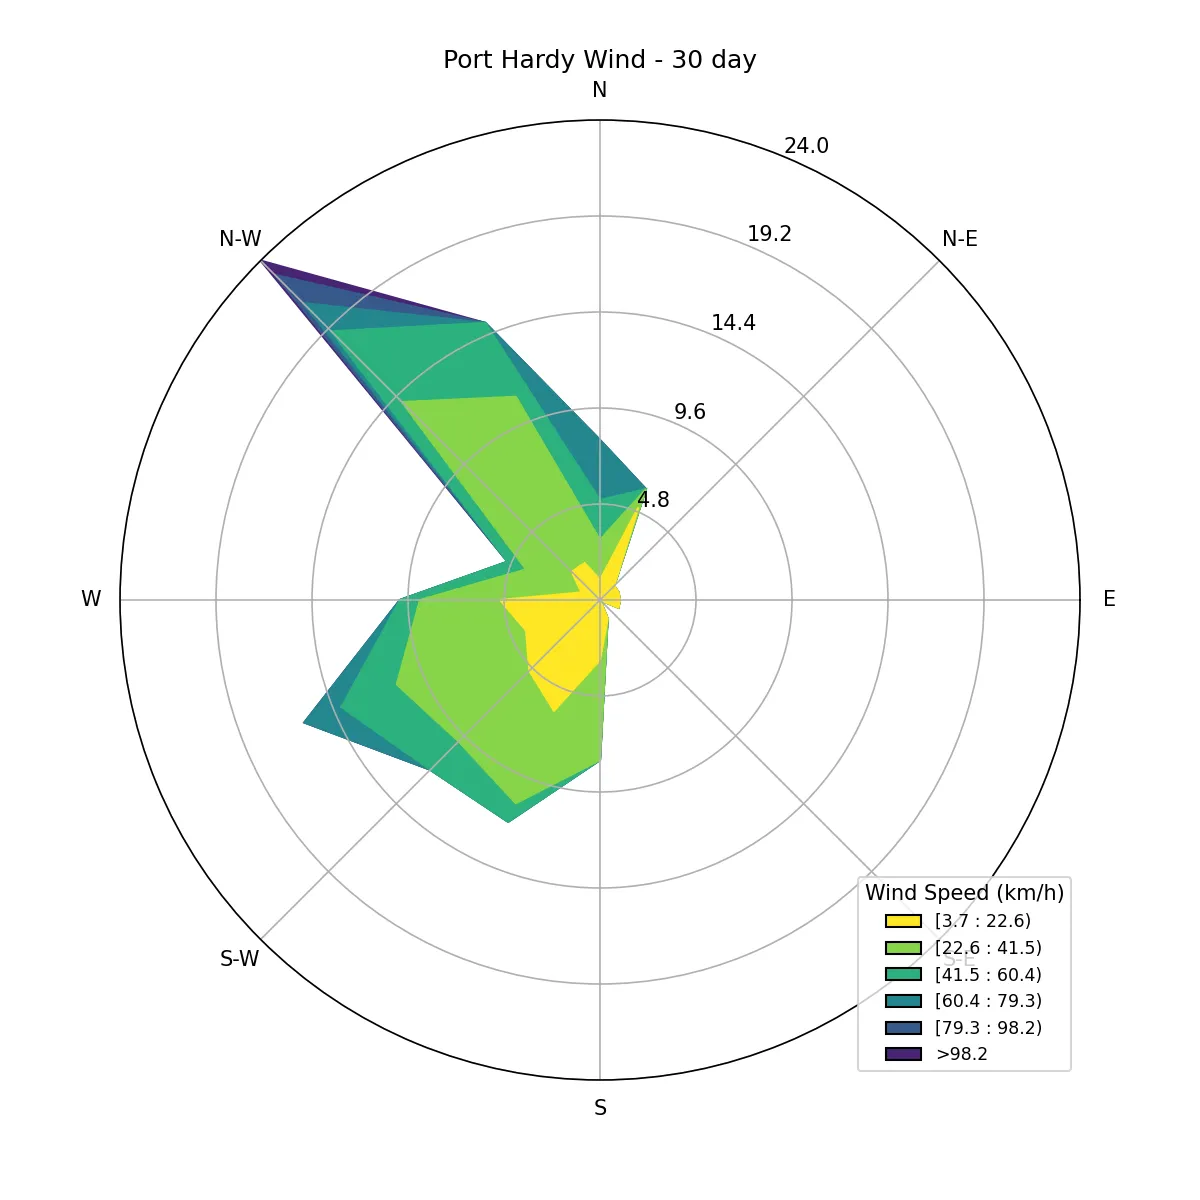 Port Hardy Wind - 30 day
N
24.0
19.2
N-W
N-E
14.4
9.6
4.8
W
E
Wind Speed (km/h)
[3.7 : 22.6)
[22.6 : 41.5)
S-W
S-E
[41.5 : 60.4)
[60.4 : 79.3)
[79.3 : 98.2)
>98.2
S